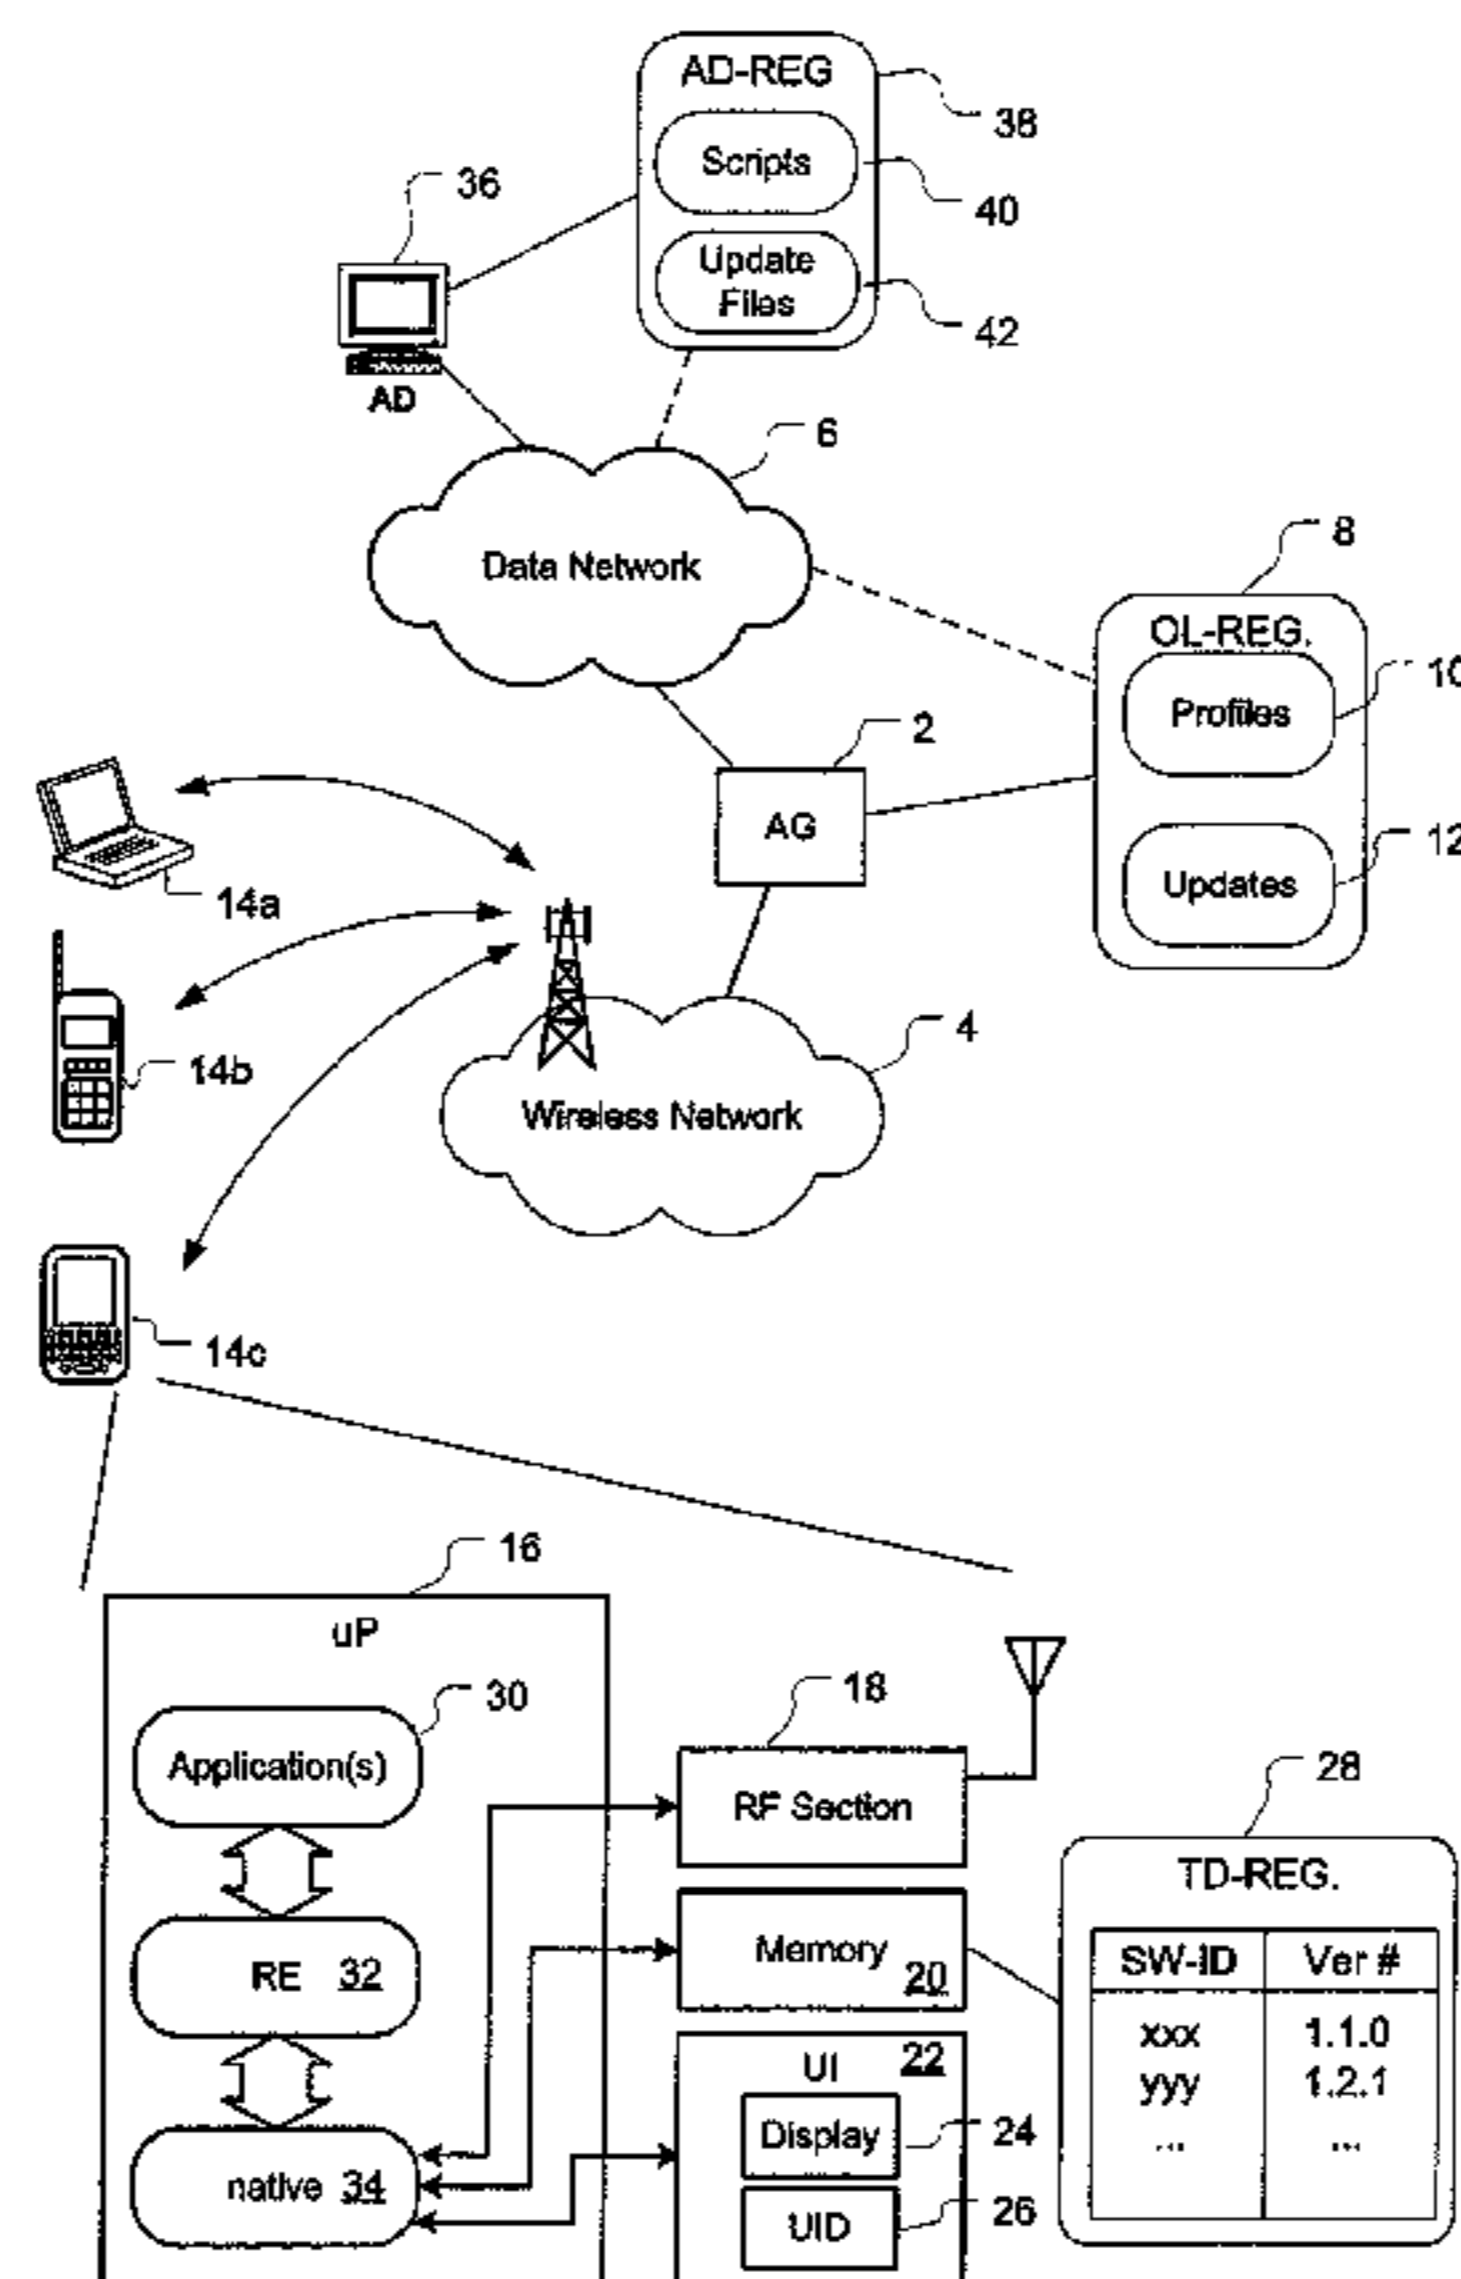 AD-REG
38
Scripts
36
40
Update
Files
42
AD
6
8
Data Network
OL-REG.
10
Profiles
2
AG
12
Updates
14a
4
14b
Wireless Network
14c
16
uP
18
30
28
Application(s)
RF Section
TD-REG.
Memory
SW-ID Ver #
RE 32
20
xxx 1.1.0
UI 22
yyy 1.2.1
Display 24
... ...
native 34
UID 26